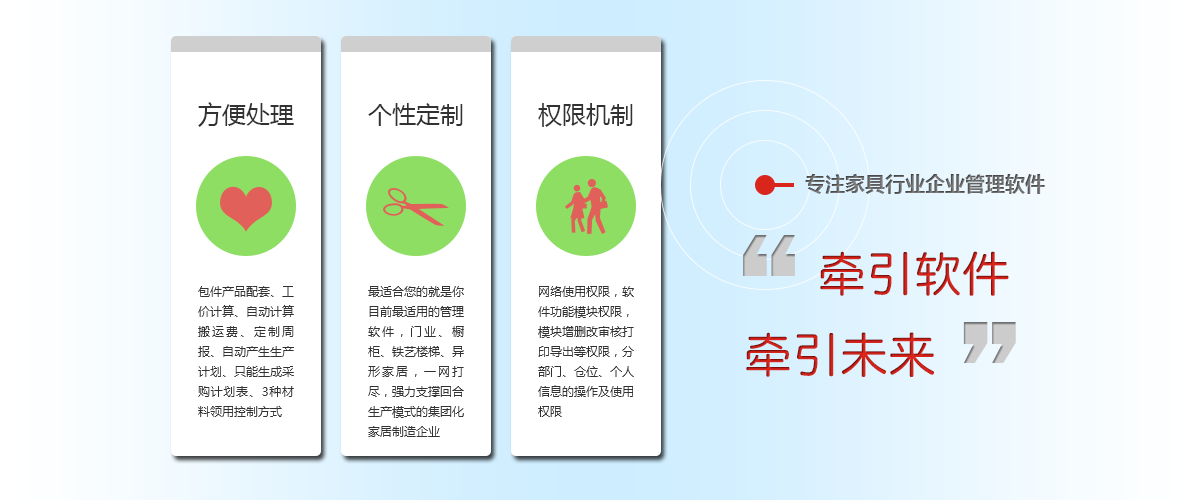 方便处理
包件产品配套、工
价计算、自动计算
搬运费、定制周
报、自动产生生产
计划、只能生成采
购计划表、3种材
料领用控制方式
个性定制
最适合您的就是你
目前最适用的管理
软件，门业、橱
柜、铁艺楼梯、异
形家居，一网打
尽，强力支撑回合
生产模式的集团化
家居制造企业
权限机制
网络使用权限，软
件功能模块权限，
模块增删改审核打
印导出等权限，分
部门、仓位、个人
信息的操作及使用
权限
专注家具行业企业管理软件
“ 牵引软件
牵引未来 ”